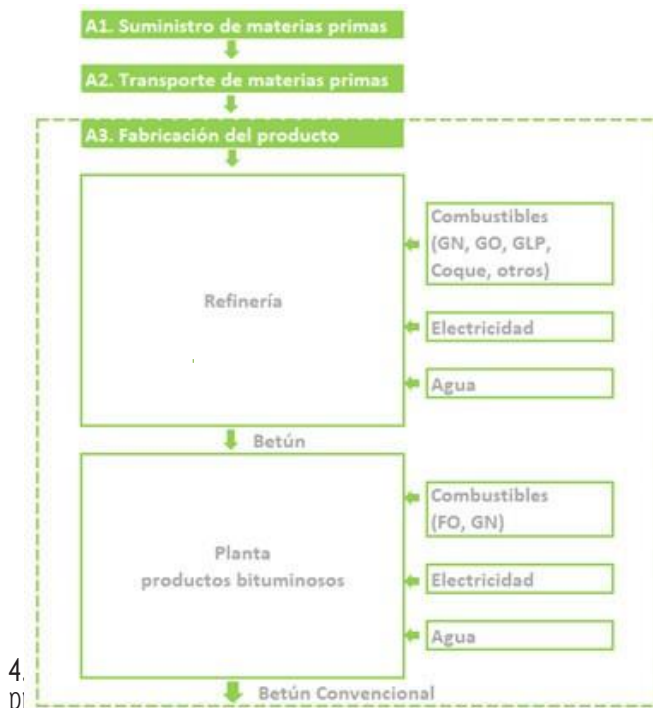 A1. Suministro de materias primas
A2. Transporte de materias primas
A3. Fabricación del producto
Combustibles
(GN, GO, GLP,
Coque, otros)
Refinería
Electricidad
Agua
Betún
Combustibles
(FO, GN)
Planta
productos bituminosos
Electricidad
Agua
4.
Betún Convencional